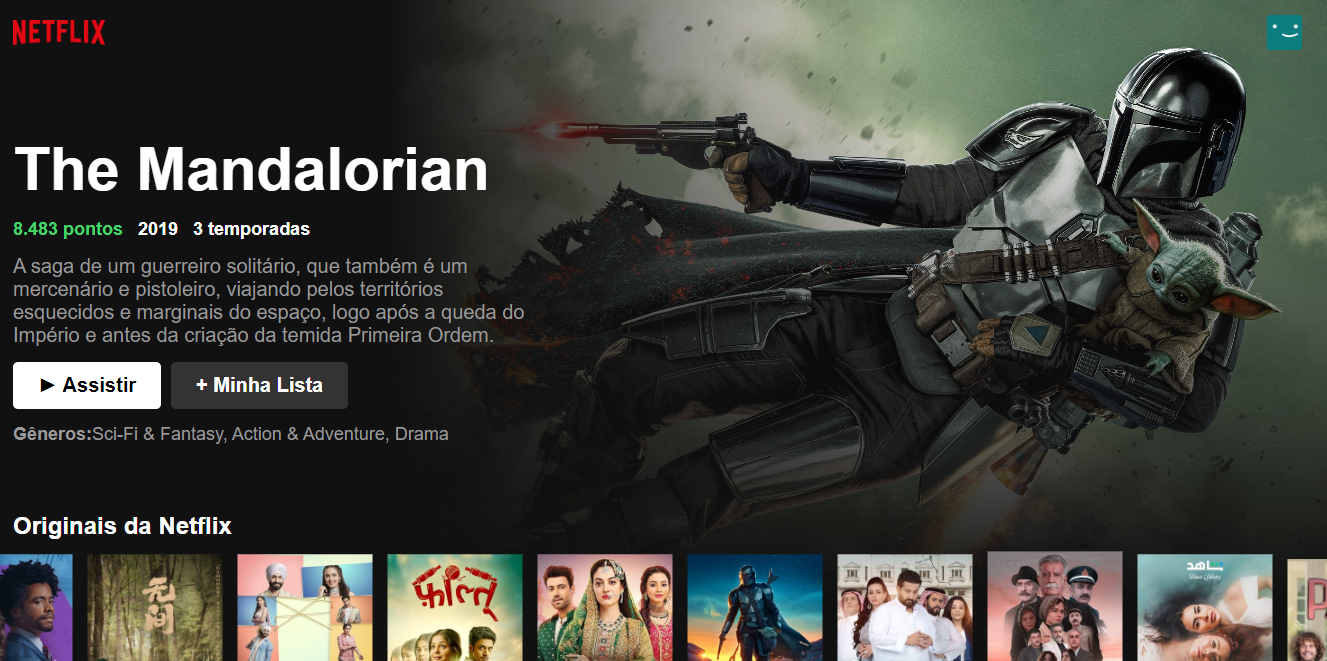 NETFLIX
The Mandalorian
8.483 pontos 2019 3 temporadas
A saga de um guerreiro solitário, que também é um
mercenário e pistoleiro, viajando pelos territórios
esquecidos e marginais do espaço, logo após a queda do
Império e antes da criação da temida Primeira Ordem.
► Assistir + Minha Lista
Gêneros:Sci-Fi & Fantasy, Action & Adventure, Drama
Originais da Netflix
फाल्तू
شاهد
رمضان معانا